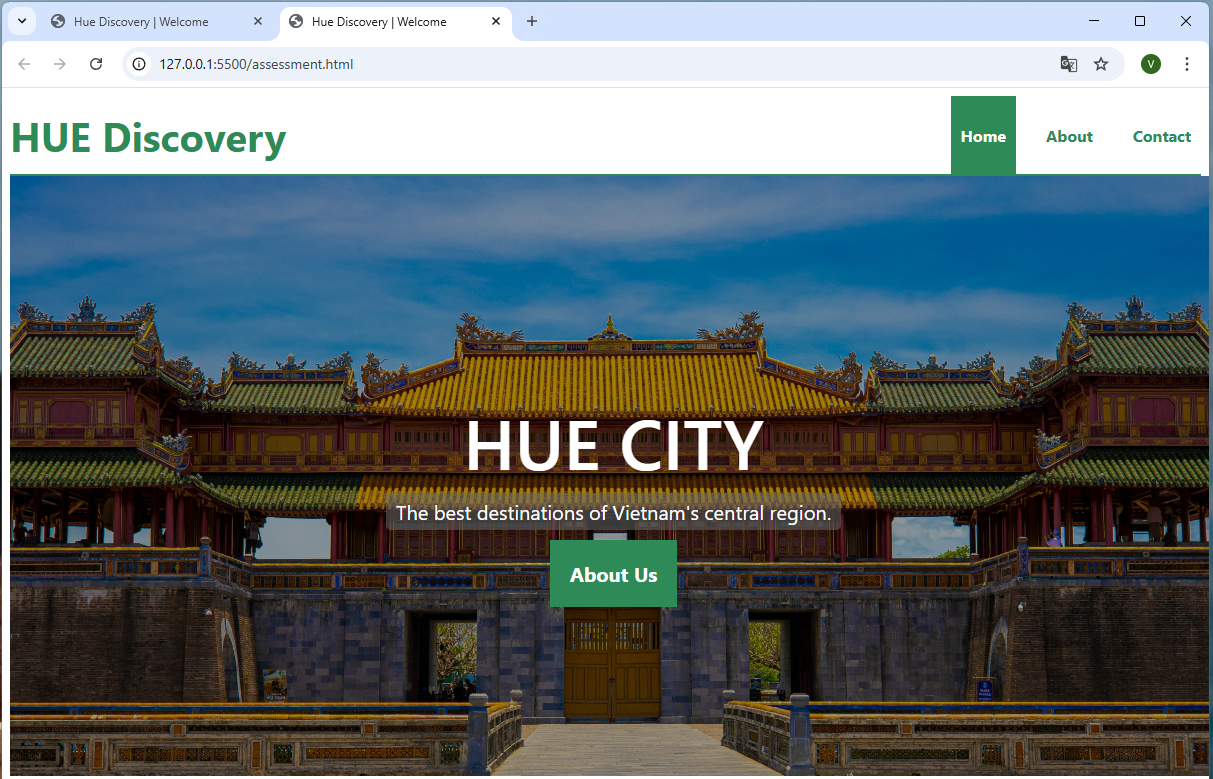 Hue Discovery | Welcome
Hue Discovery | Welcome
127.0.0.1:5500/assessment.html
V
HUE Discovery
Home
About
Contact
HUE CITY
The best destinations of Vietnam's central region.
About Us